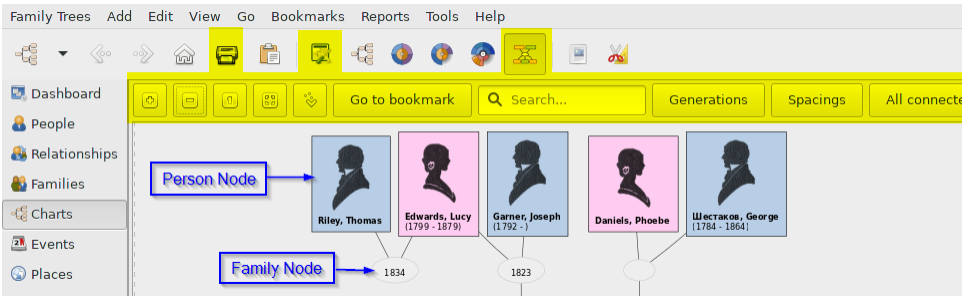 Family Trees Add Edit View Go Bookmarks Reports Tools Help
Go to bookmark Search... Generations Spacings All connecte
Dashboard
People
Relationships
Families
Charts
Events
Places
Person Node
Riley, Thomas
Edwards, Lucy
(1799 - 1879)
Garner, Joseph
(1792 - )
Daniels, Phoebe
Шестаков, George
(1784 - 1864)
Family Node
1834
1823